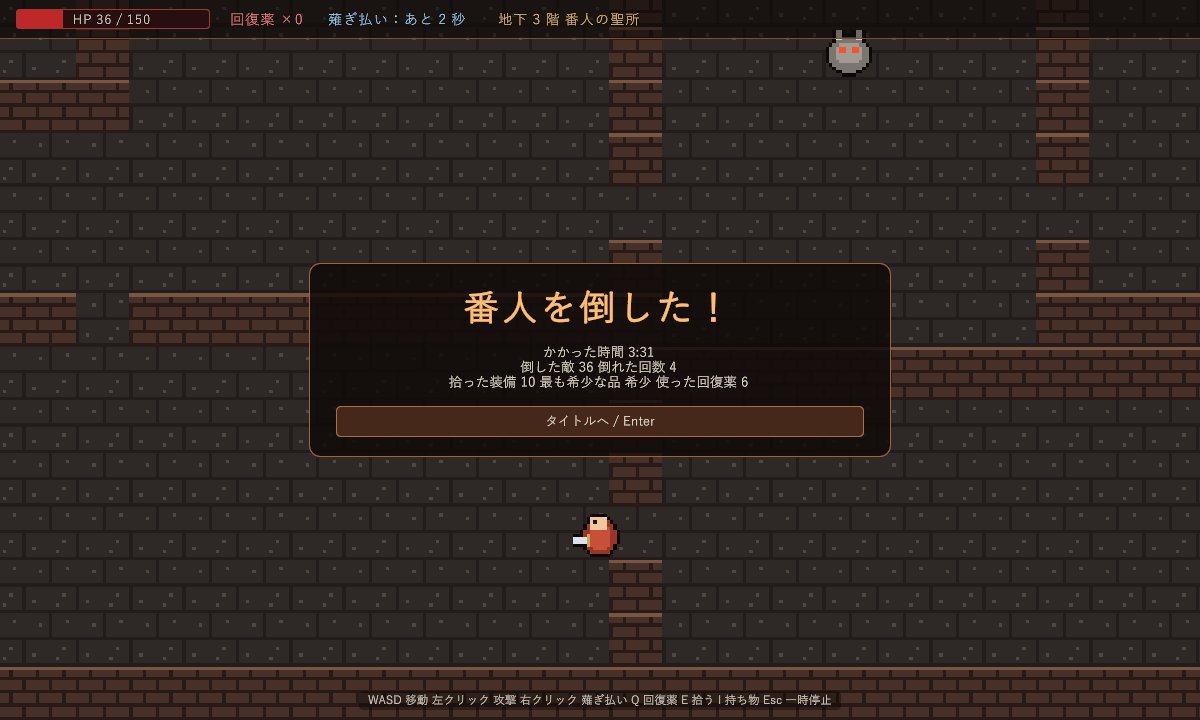 HP 36 / 150 回復薬 ×0 薙ぎ払い：あと 2 秒 地下 3 階 番人の聖所
番人を倒した！
かかった時間 3:31
倒した敵 36 倒れた回数 4
拾った装備 10 最も希少な品 希少 使った回復薬 6
タイトルへ / Enter
WASD 移動 左クリック 攻撃 右クリック 薙ぎ払い Q 回復薬 E 拾う I 持ち物 Esc 一時停止